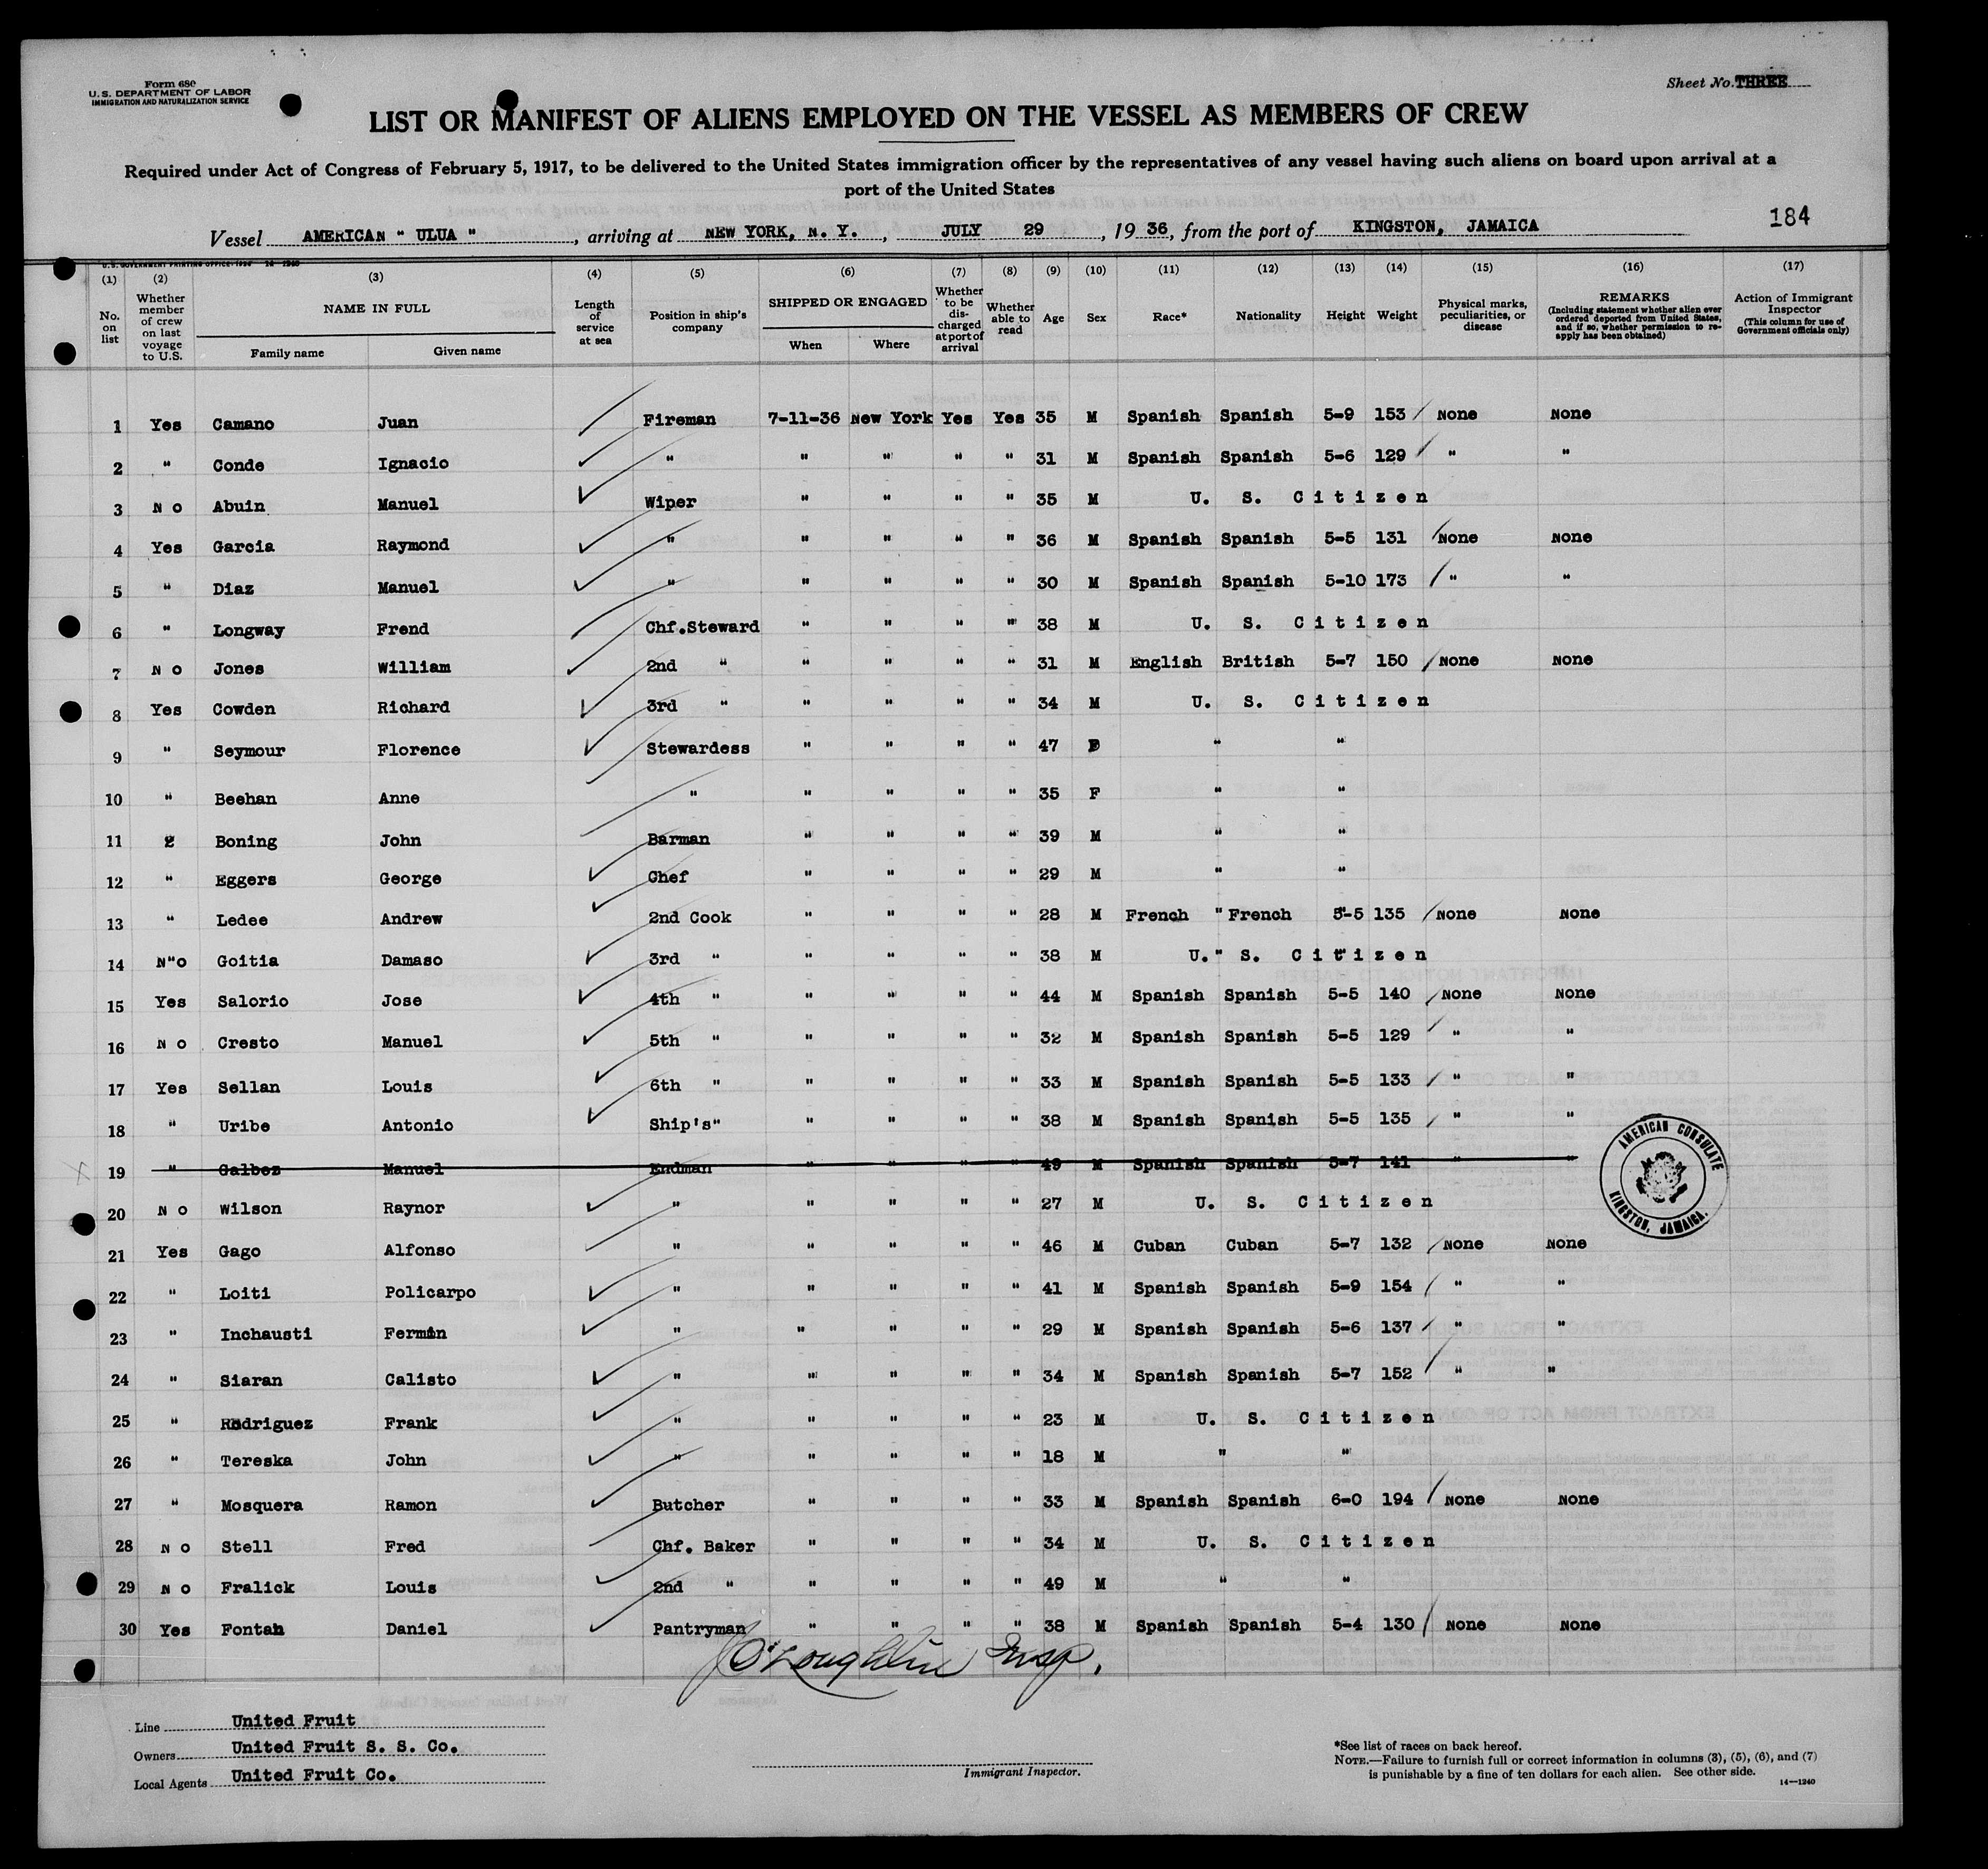 Form 680
U. S. DEPARTMENT OF LABOR
IMMIGRATION AND NATURALIZATION SERVICE
Sheet No. THREE
LIST OR MANIFEST OF ALIENS EMPLOYED ON THE VESSEL AS MEMBERS OF CREW
Required under Act of Congress of February 5, 1917, to be delivered to the United States immigration officer by the representatives of any vessel having such aliens on board upon arrival at a
port of the United States
184
Vessel AMERICAN " ULUA ", arriving at NEW YORK, N. Y., JULY 29, 1936, from the port of KINGSTON, JAMAICA
(1) (2) (3) (4) (5) (6) (7) (8) (9) (10) (11) (12) (13) (14) (15) (16) (17)
No. on list
Whether member of crew on last voyage to U.S.
NAME IN FULL
Family name
Given name
Length of service at sea
Position in ship's company
SHIPPED OR ENGAGED
When
Where
Whether to be discharged at port of arrival
Whether able to read
Age
Sex
Race*
Nationality
Height
Weight
Physical marks, peculiarities, or disease
REMARKS
(Including statement whether alien ever ordered deported from United States, and if so, whether permission to re-apply has been obtained)
Action of Immigrant Inspector
(This column for use of Government officials only)
1 Yes Camano Juan Fireman 7-11-36 New York Yes Yes 35 M Spanish Spanish 5-9 153 None None
2 " Conde Ignacio " " " " " 31 M Spanish Spanish 5-6 129 " "
3 No Abuin Manuel Wiper " " " " 35 M U. S. Citizen
4 Yes Garcia Raymond " " " " " 36 M Spanish Spanish 5-5 131 None None
5 " Diaz Manuel " " " " " 30 M Spanish Spanish 5-10 173 " "
6 " Longway Frend Chf.Steward " " " " 38 M U. S. Citizen
7 No Jones William 2nd " " " " " 31 M English British 5-7 150 None None
8 Yes Cowden Richard 3rd " " " " " 34 M U. S. Citizen
9 " Seymour Florence Stewardess " " " " 47 F " "
10 " Beehan Anne " " " " " 35 F " "
11 " Boning John Barman " " " " 39 M " "
12 " Eggers George Chef " " " " 29 M " "
13 " Ledee Andrew 2nd Cook " " " " 28 M French " French 5-5 135 None None
14 N"o Goitia Damaso 3rd " " " " " 38 M U. " S. Citizen
15 Yes Salorio Jose 4th " " " " " 44 M Spanish Spanish 5-5 140 None None
16 No Cresto Manuel 5th " " " " " 32 M Spanish Spanish 5-5 129 " "
17 Yes Sellan Louis 6th " " " " " 33 M Spanish Spanish 5-5 133 " "
18 " Uribe Antonio Ship's" " " " " 38 M Spanish Spanish 5-5 135 " "
19 " Galbez Manuel Endman " " " " 49 M Spanish Spanish 5-7 141 " "
20 No Wilson Raynor " " " " " 27 M U. S. Citizen
21 Yes Gago Alfonso " " " " " 46 M Cuban Cuban 5-7 132 None None
22 " Loiti Policarpo " " " " " 41 M Spanish Spanish 5-9 154 " "
23 " Inchausti Fermin " " " " " 29 M Spanish Spanish 5-6 137 " "
24 " Siaran Calisto " " " " " 34 M Spanish Spanish 5-7 152 " "
25 " Rodriguez Frank " " " " " 23 M U. S. Citizen
26 " Tereska John " " " " " 18 M " "
27 " Mosquera Ramon Butcher " " " " 33 M Spanish Spanish 6-0 194 None None
28 No Stell Fred Chf. Baker " " " " 34 M U. S. Citizen
29 No Fralick Louis 2nd " " " " " 49 M " "
30 Yes Fontan Daniel Pantryman " " " " 38 M Spanish Spanish 5-4 130 None None
AMERICAN CONSULATE
KINGSTON, JAMAICA.
O'Loughlin Insp.
Line United Fruit
Owners United Fruit S. S. Co.
Local Agents United Fruit Co.
Immigrant Inspector.
*See list of races on back hereof.
NOTE.—Failure to furnish full or correct information in columns (3), (5), (6), and (7)
is punishable by a fine of ten dollars for each alien. See other side.
14—1240